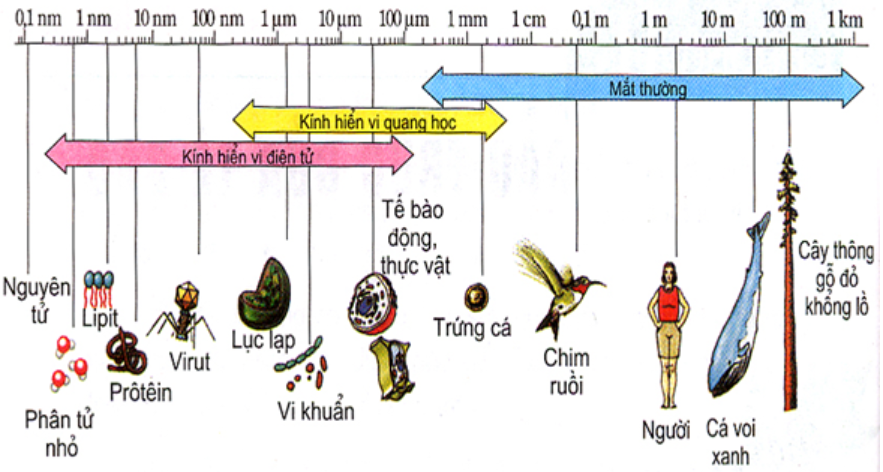 0,1 nm 1 nm 10 nm 100 nm 1 µm 10 µm 100 µm 1 mm 1 cm 0,1 m 1 m 10 m 100 m 1 km
Mắt thường
Kính hiển vi quang học
Kính hiển vi điện tử
Nguyên
tử
Phân tử
nhỏ
Lipit
Prôtêin
Virut
Lục lạp
Vi khuẩn
Tế bào
động,
thực vật
Trứng cá
Chim
ruồi
Người
Cá voi
xanh
Cây thông
gỗ đỏ
khổng lồ